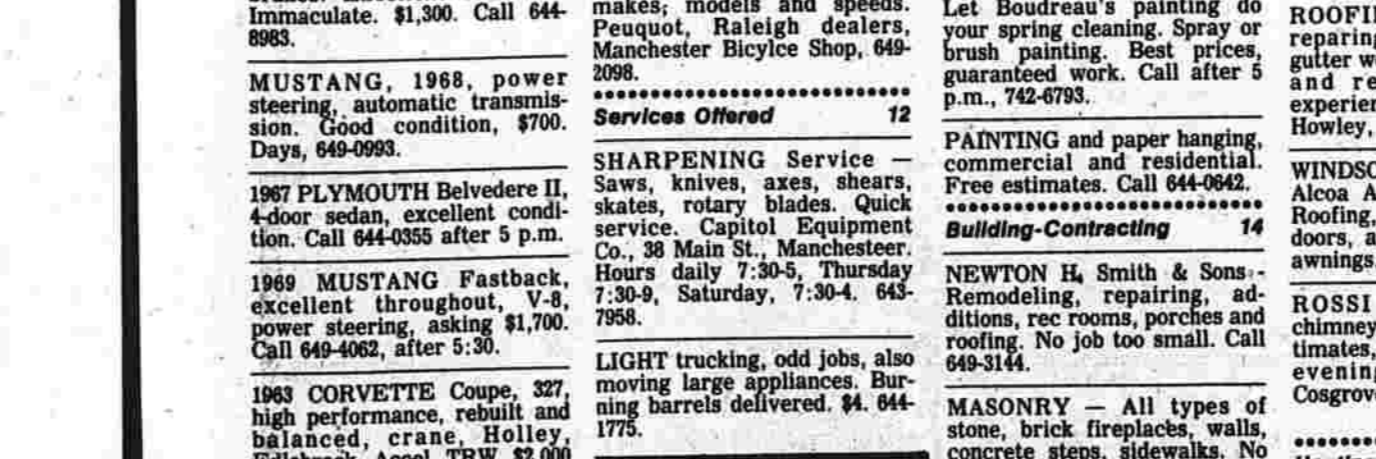 Immaculate. $1,300. Call 644-
8983.
MUSTANG, 1968, power
steering, automatic transmis-
sion. Good condition, $700.
Days, 649-0993.
1967 PLYMOUTH Belvedere II,
4-door sedan, excellent condi-
tion. Call 644-0355 after 5 p.m.
1969 MUSTANG Fastback,
excellent throughout, V-8,
power steering, asking $1,700.
Call 649-4062, after 5:30.
1963 CORVETTE Coupe, 327,
high performance, rebuilt and
balanced, crane, Holley,
Accel, TRW, $2,000
makes; models and speeds.
Peuquot, Raleigh dealers,
Manchester Bicylce Shop, 649-
2098.
Services Offered 12
SHARPENING Service —
Saws, knives, axes, shears,
skates, rotary blades. Quick
service. Capitol Equipment
Co., 38 Main St., Manchesteer.
Hours daily 7:30-5, Thursday
7:30-9, Saturday, 7:30-4. 643-
7958.
LIGHT trucking, odd jobs, also
moving large appliances. Bur-
ning barrels delivered. $4. 644-
1775.
Let Boudreau's painting do
your spring cleaning. Spray or
brush painting. Best prices,
guaranteed work. Call after 5
p.m., 742-6793.
PAINTING and paper hanging,
commercial and residential.
Free estimates. Call 644-0642.
Building-Contracting 14
NEWTON H. Smith & Sons -
Remodeling, repairing, ad-
ditions, rec rooms, porches and
roofing. No job too small. Call
649-3144.
MASONRY — All types of
stone, brick fireplaces, walls,
concrete steps, sidewalks. No
reparing
gutter
and
Howley,
Alcoa
Roofing,
doors,
awnings.
ROSSI
chimney